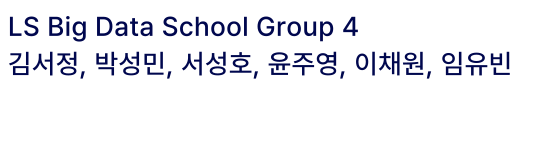 LS Big Data School Group 4
김서정, 박성민, 서성호, 윤주영, 이채원, 임유빈